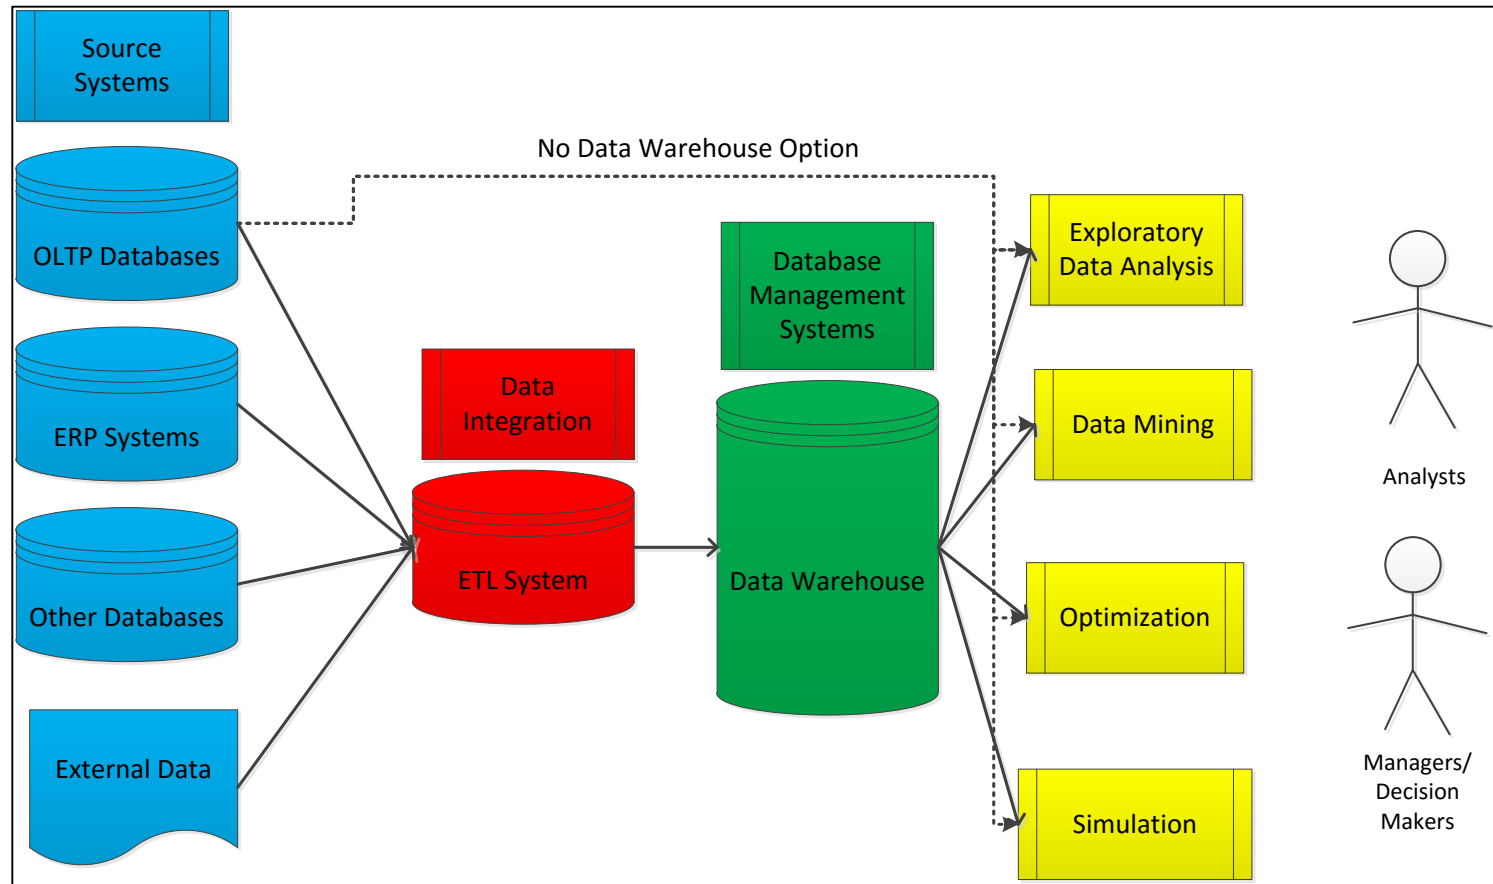 Source
Systems
No Data Warehouse Option
OLTP Databases
Database
Management
Systems
Exploratory
Data Analysis
ERP Systems
Data
Integration
Data Mining
Analysts
ETL System
Data Warehouse
Other Databases
Optimization
External Data
Simulation
Managers/
Decision
Makers